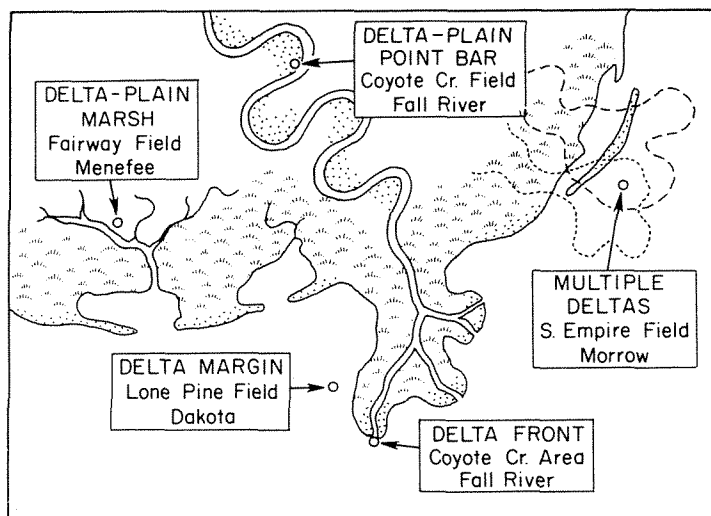 DELTA-PLAIN
POINT BAR
Coyote Cr. Field
Fall River
DELTA-PLAIN
MARSH
Fairway Field
Menefee
MULTIPLE
DELTAS
S. Empire Field
Morrow
DELTA MARGIN
Lone Pine Field
Dakota
DELTA FRONT
Coyote Cr. Area
Fall River